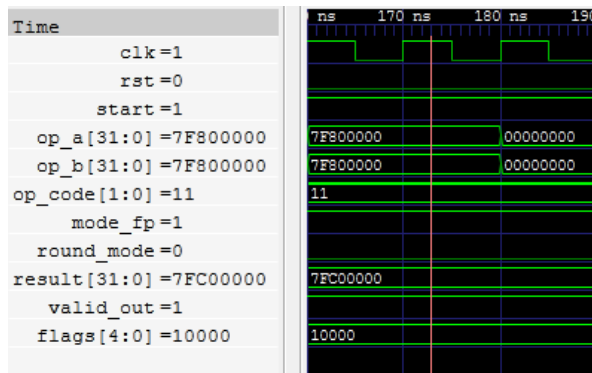 Time
clk=1
rst=0
start=1
op_a[31:0]=7F800000
op_b[31:0]=7F800000
op_code[1:0]=11
mode_fp=1
round_mode=0
result[31:0]=7FC00000
valid_out=1
flags[4:0]=10000
ns 170 ns 180 ns 190
7F800000 00000000
7F800000 00000000
11
7FC00000
10000